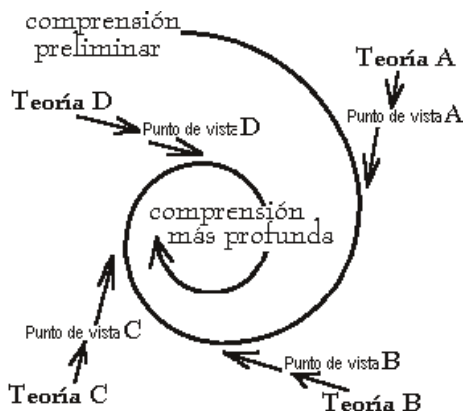 comprensión
preliminar
Teoría A
Punto de vista A
Teoría D
Punto de vista D
comprensión
más profunda
Punto de vista C
Teoría C
Punto de vista B
Teoría B